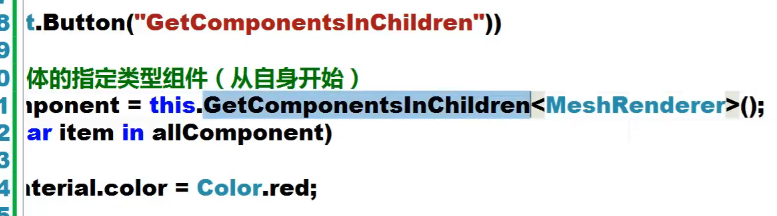 8 t.Button("GetComponentsInChildren"))
9
0 体的指定类型组件（从自身开始）
1 ponent = this.GetComponentsInChildren<MeshRenderer>();
2 ar item in allComponent)
3
4 terial.color = Color.red;